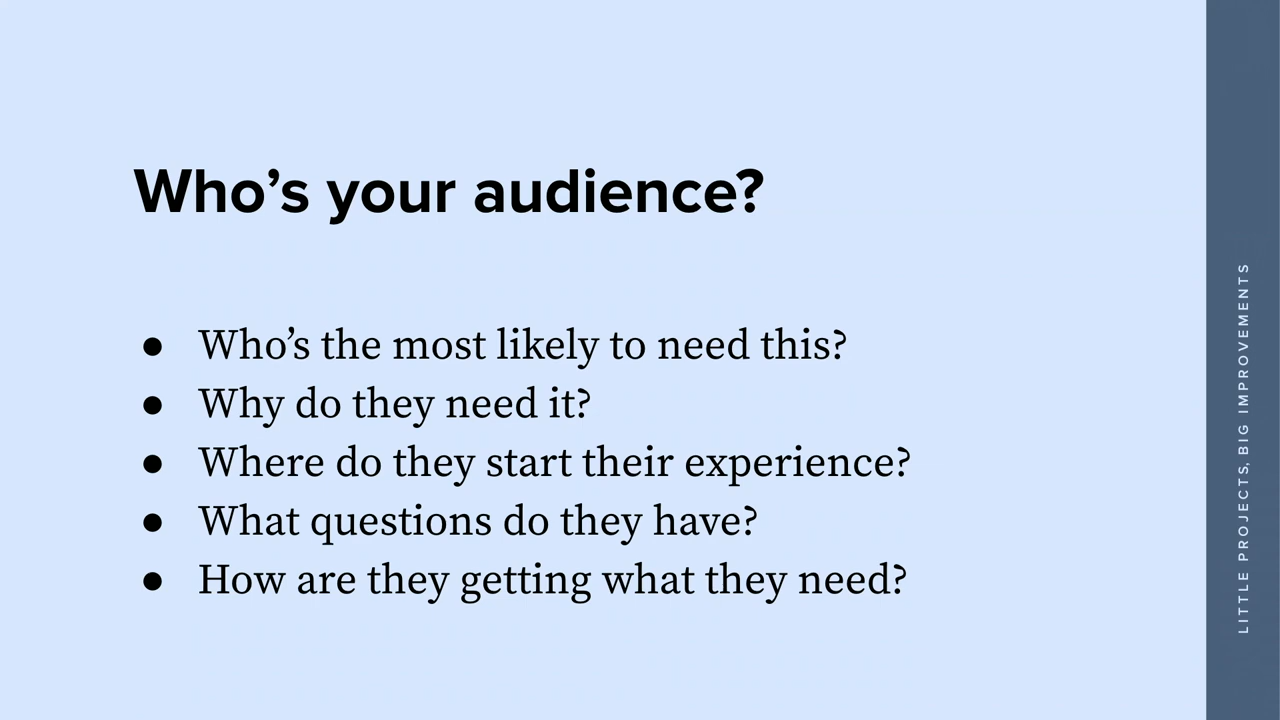 Who’s your audience?
● Who’s the most likely to need this?
● Why do they need it?
● Where do they start their experience?
● What questions do they have?
● How are they getting what they need?
LITTLE PROJECTS, BIG IMPROVEMENTS